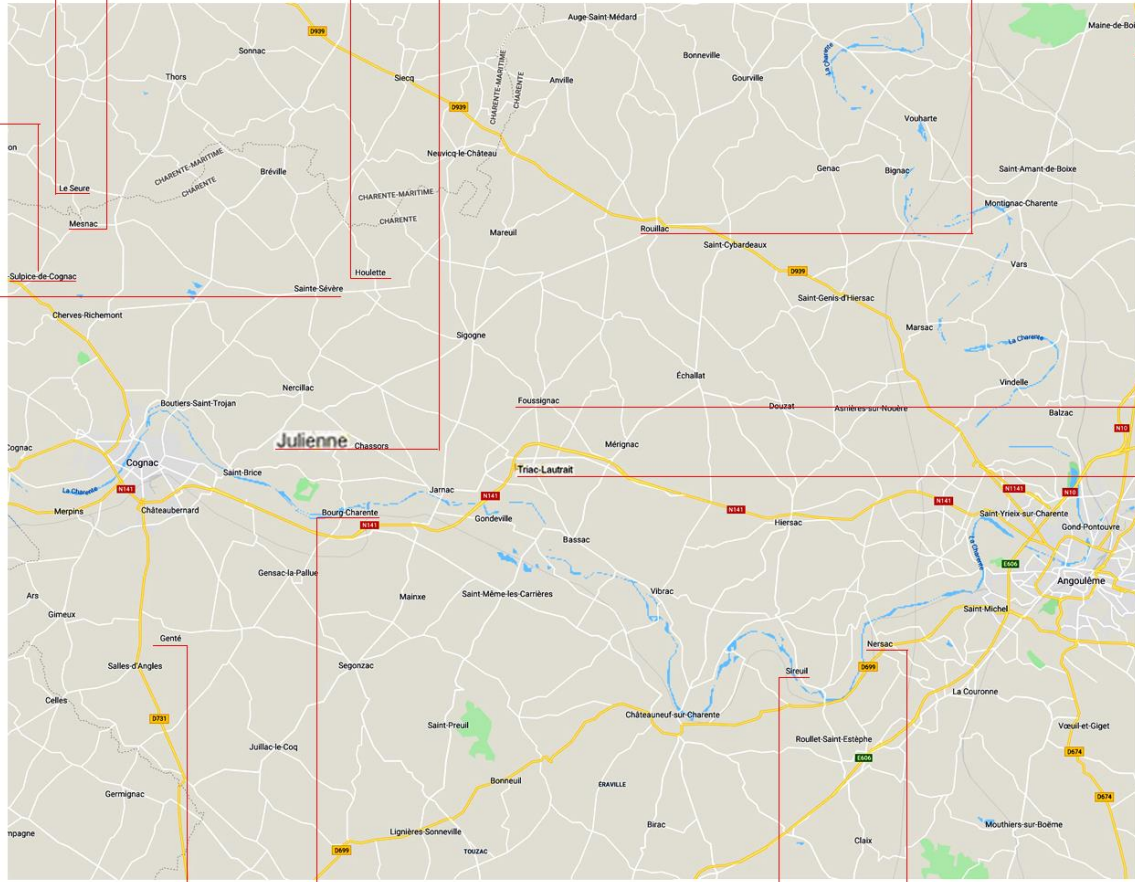 Auge-Saint-Médard
Maine-de-Boi
D939
Sonnac
Bonneville
La Charente
Thors
Siecq
Anville
Gourville
CHARENTE-MARITIME
CHARENTE
D939
Vouharte
on
Neuvicq-le-Château
CHARENTE-MARITIME
CHARENTE
Bréville
Genac
Bignac
Saint-Amant-de-Boixe
Le Seure
CHARENTE-MARITIME
CHARENTE
Montignac-Charente
Mesnac
Mareuil
Rouillac
Saint-Cybardeaux
Houlette
D939
Vars
-Sulpice-de-Cognac
Sainte-Sévère
Saint-Genis-d'Hiersac
Cherves-Richemont
Sigogne
Marsac
La Charente
Échallat
Vindelle
Nercillac
Boutiers-Saint-Trojan
Foussignac
Douzat
Asnières-sur-Nouère
Balzac
N10
Julienne
Chassors
Mérignac
Cognac
Cognac
Saint-Brice
Triac-Lautrait
La Charente
N141
Jarnac
N141
N141
N141
N1141
N10
Merpins
Châteaubernard
Bourg-Charente
N141
Gondeville
Hiersac
Saint-Yrieix-sur-Charente
Gond-Pontouvre
Bassac
La Charente
E606
Gensac-la-Pallue
Angoulême
Ars
Mainxe
Saint-Même-les-Carrières
Vibrac
Gimeux
Saint-Michel
Genté
Nersac
Salles-d'Angles
Segonzac
Sireuil
D699
Celles
La Couronne
D731
Saint-Preuil
Châteauneuf-sur-Charente
Vœuil-et-Giget
Juillac-le-Coq
Roullet-Saint-Estèphe
D674
E606
Bonneuil
ÉRAVILLE
Germignac
D674
mpagne
Lignières-Sonneville
Birac
Mouthiers-sur-Boëme
D699
TOUZAC
Claix